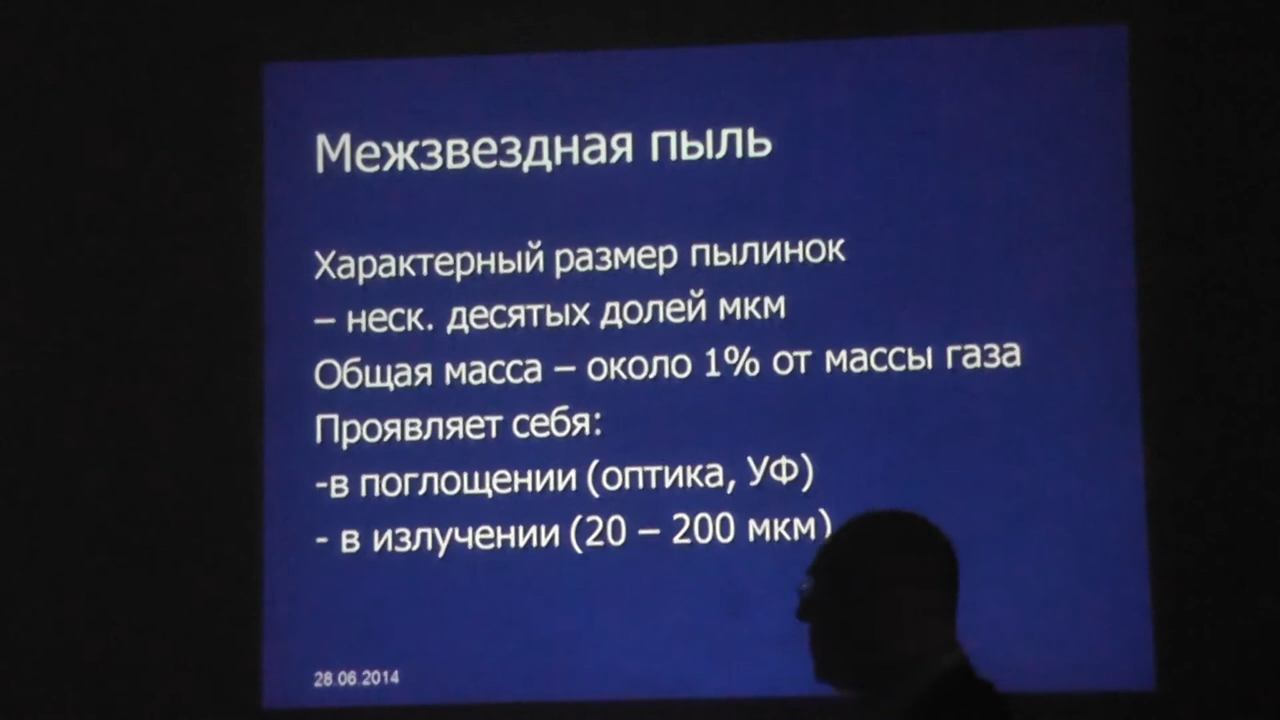 Межзвездная пыль
Характерный размер пылинок
– неск. десятых долей мкм
Общая масса – около 1% от массы газа
Проявляет себя:
-в поглощении (оптика, УФ)
- в излучении (20 – 200 мкм)
28.06.2014